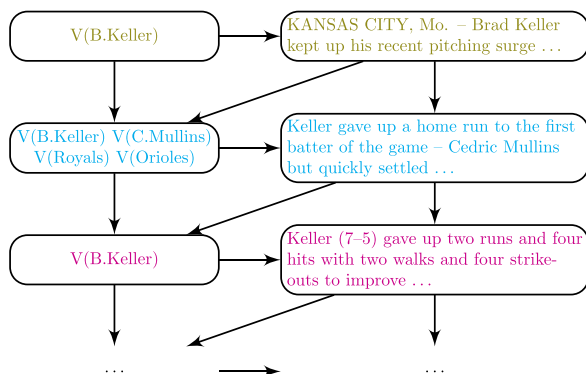 V(B.Keller)
KANSAS CITY, Mo. – Brad Keller
kept up his recent pitching surge ...
V(B.Keller) V(C.Mullins)
V(Royals) V(Orioles)
Keller gave up a home run to the first
batter of the game – Cedric Mullins
but quickly settled ...
V(B.Keller)
Keller (7–5) gave up two runs and four
hits with two walks and four strike-
outs to improve ...
...
...